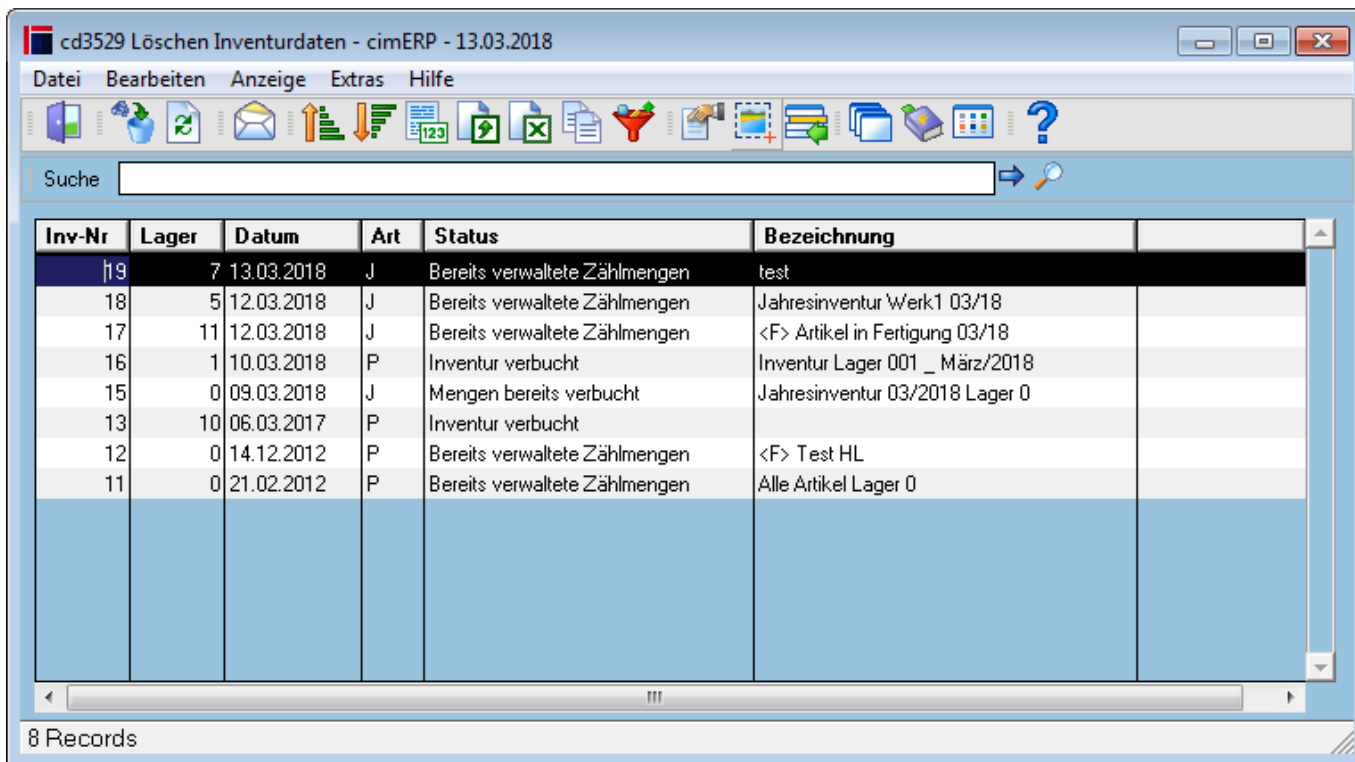 cd3529 Löschen Inventurdaten - cimERP - 13.03.2018
Datei Bearbeiten Anzeige Extras Hilfe
123
Suche
Inv-Nr Lager Datum Art Status Bezeichnung
19 7 13.03.2018 J Bereits verwaltete Zählmengen test
18 5 12.03.2018 J Bereits verwaltete Zählmengen Jahresinventur Werk1 03/18
17 11 12.03.2018 J Bereits verwaltete Zählmengen <F> Artikel in Fertigung 03/18
16 1 10.03.2018 P Inventur verbucht Inventur Lager 001 _ März/2018
15 0 09.03.2018 J Mengen bereits verbucht Jahresinventur 03/2018 Lager 0
13 10 06.03.2017 P Inventur verbucht
12 0 14.12.2012 P Bereits verwaltete Zählmengen <F> Test HL
11 0 21.02.2012 P Bereits verwaltete Zählmengen Alle Artikel Lager 0
8 Records